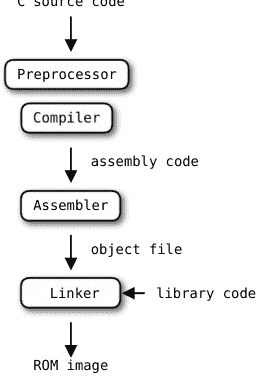 C source code
Preprocessor
Compiler
assembly code
Assembler
object file
Linker
library code
ROM image